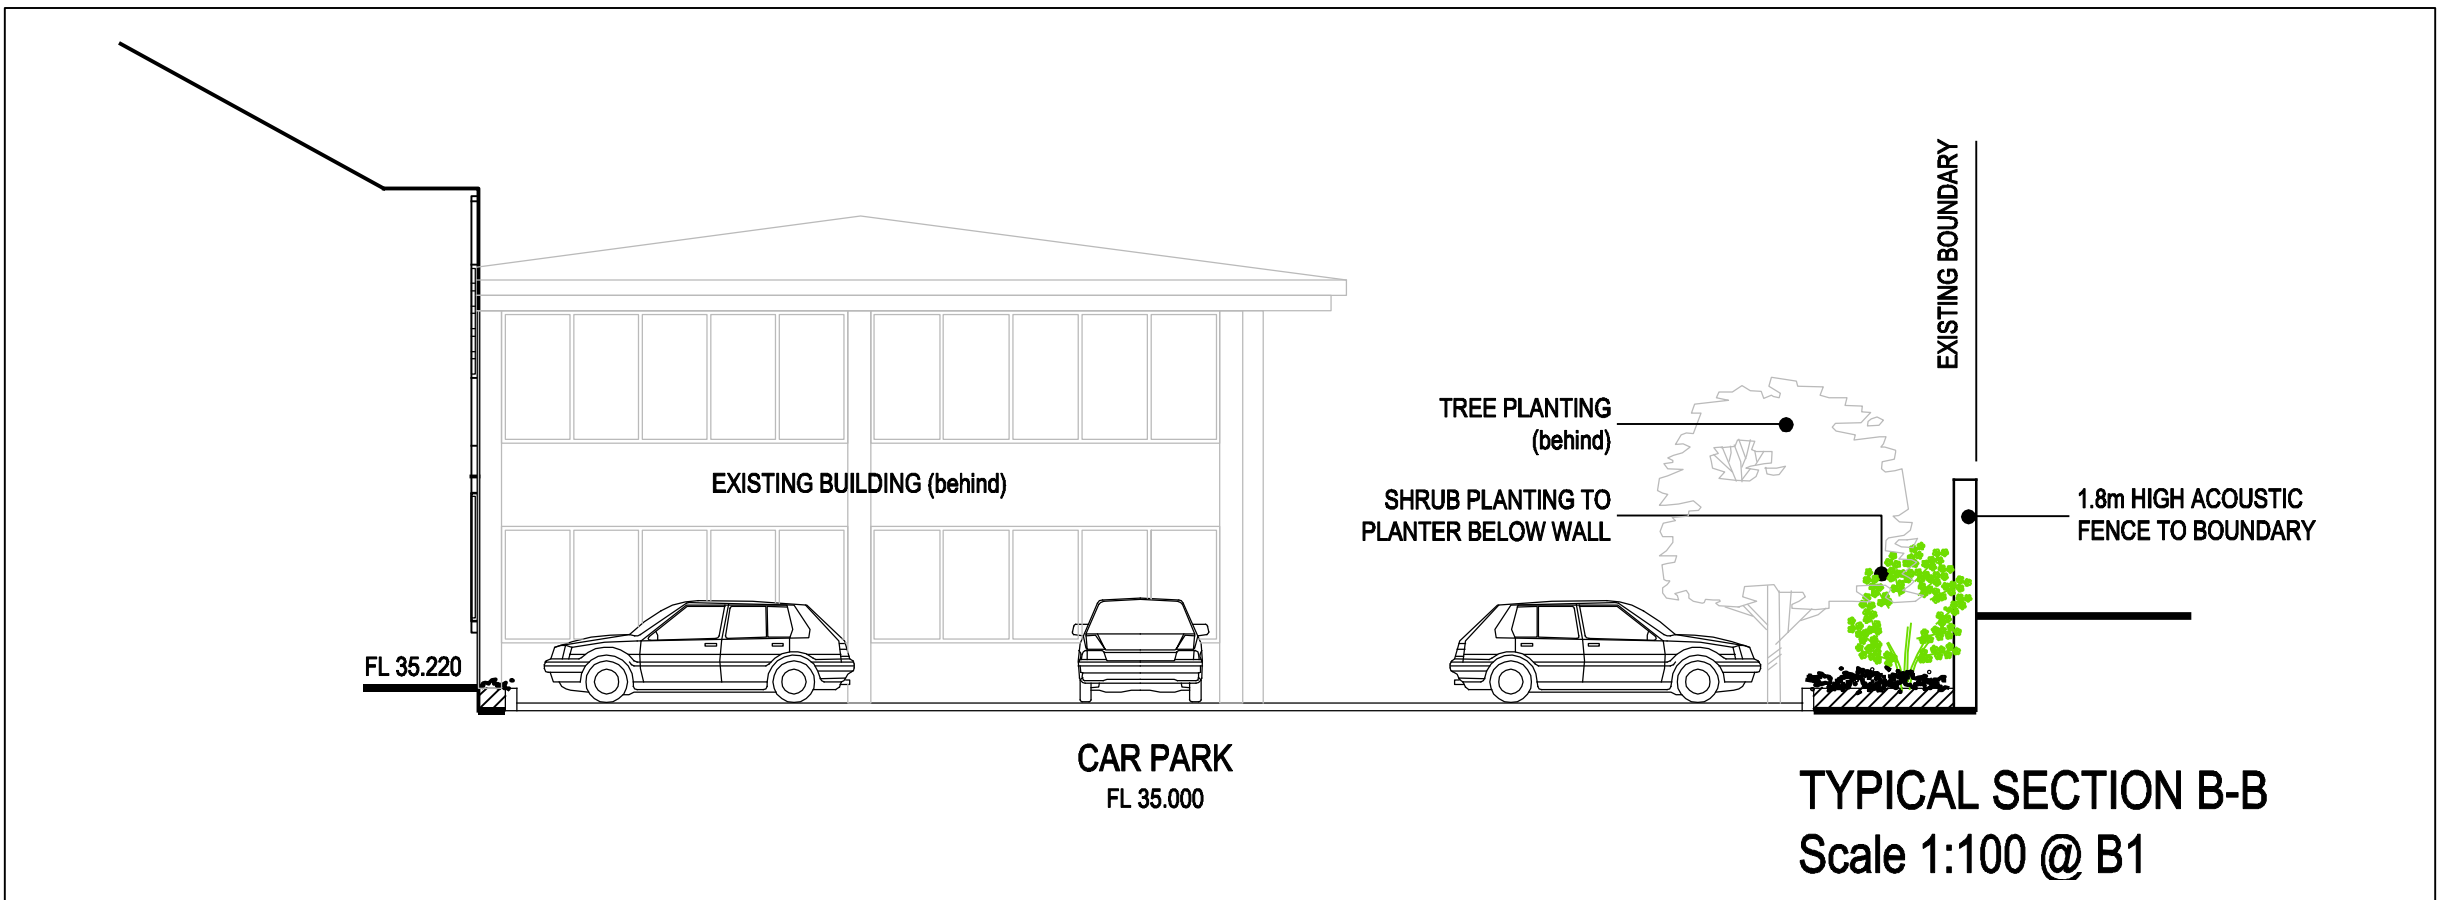 EXISTING BOUNDARY
TREE PLANTING
(behind)
EXISTING BUILDING (behind)
SHRUB PLANTING TO
PLANTER BELOW WALL
1.8m HIGH ACOUSTIC
FENCE TO BOUNDARY
FL 35.220
CAR PARK
FL 35.000
TYPICAL SECTION B-B
Scale 1:100 @ B1